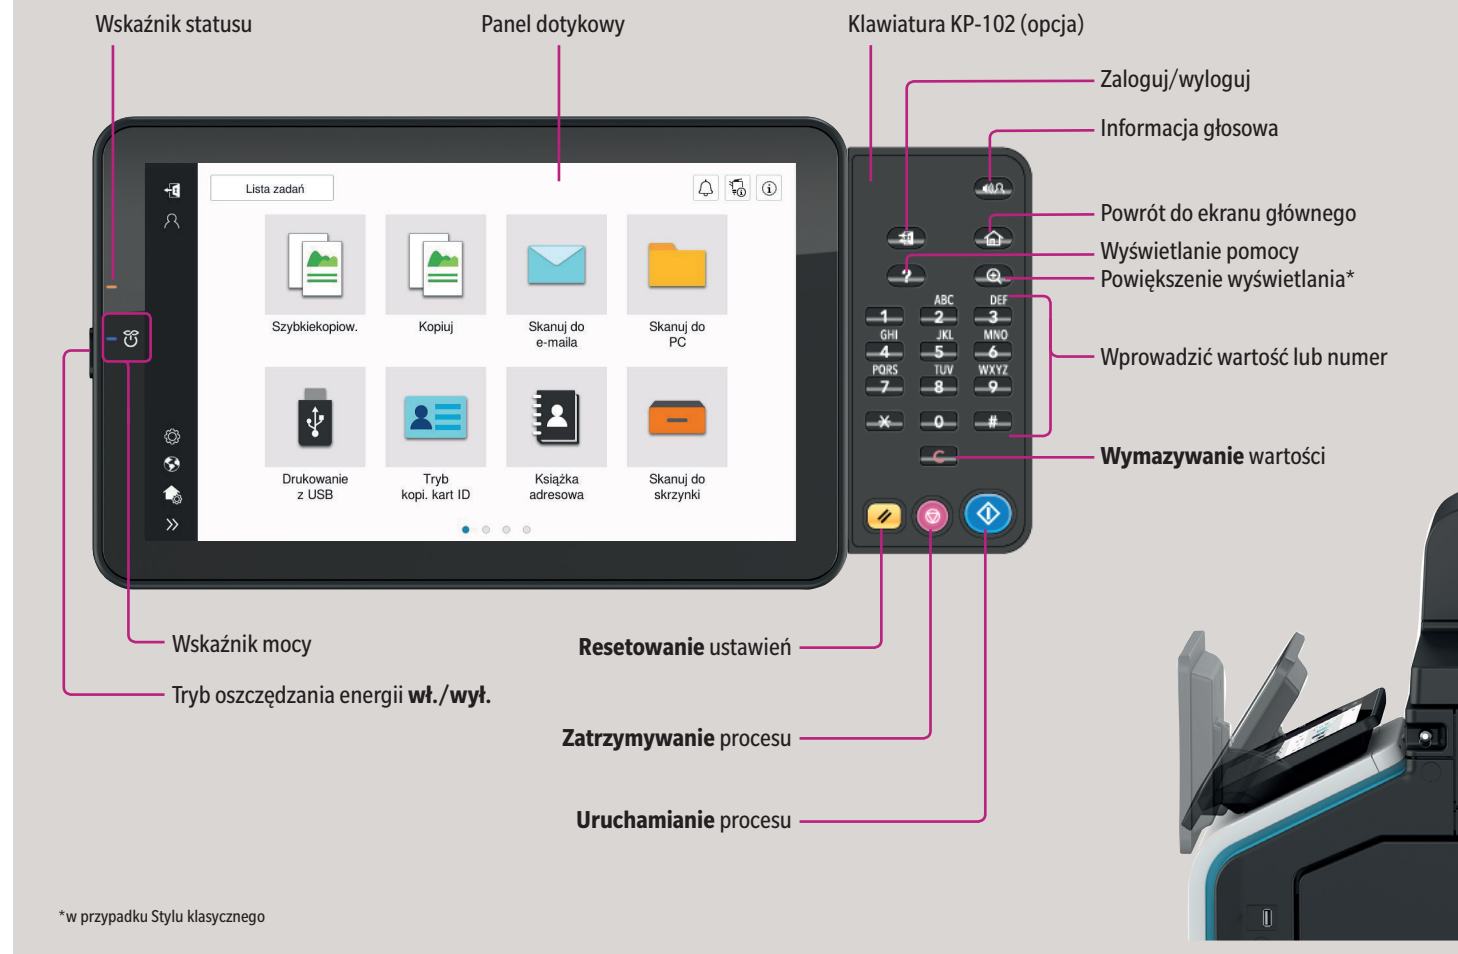 Wskaźnik statusu
Panel dotykowy
Klawiatura KP-102 (opcja)
Zaloguj/wyloguj
Informacja głosowa
Powrót do ekranu głównego
Wyświetlanie pomocy
Powiększenie wyświetlania*
Wprowadzić wartość lub numer
Wymazywanie wartości
Lista zadań
Szybkiekopiow.
Kopiuj
Skanuj do
e-maila
Skanuj do
PC
Drukowanie
z USB
Tryb
kopi. kart ID
Książka
adresowa
Skanuj do
skrzynki
?
ABC DEF
1 2 3
GHI JKL MNO
4 5 6
PQRS TUV WXYZ
7 8 9
* 0 #
C
Wskaźnik mocy
Tryb oszczędzania energii wł./wył.
Resetowanie ustawień
Zatrzymywanie procesu
Uruchamianie procesu
*w przypadku Stylu klasycznego